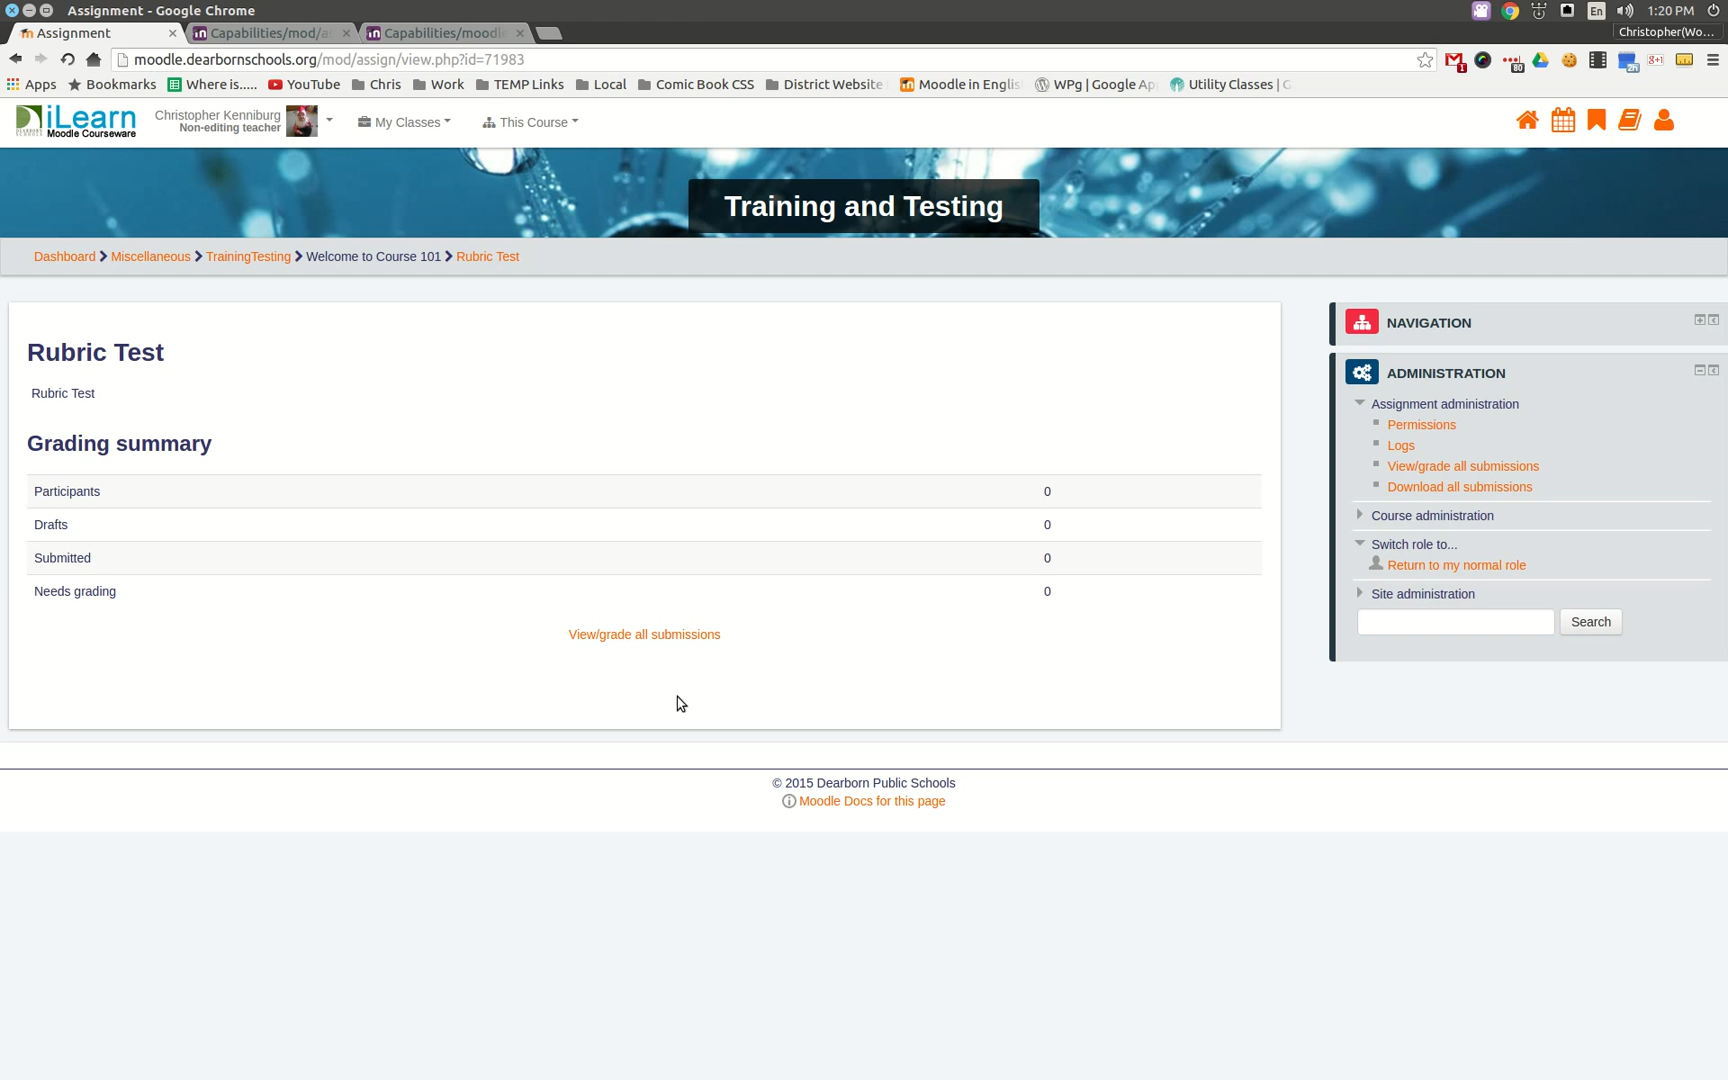 Assignment - Google Chrome
En 1:20 PM
Assignment Capabilities/mod/a Capabilities/moodle Christopher(Wo...
moodle.dearbornschools.org/mod/assign/view.php?id=71983
Apps Bookmarks Where is..... YouTube Chris Work TEMP Links Local Comic Book CSS District Website Moodle in Englis WPg | Google Ap Utility Classes | G
iLearn
Moodle Courseware
Christopher Kenniburg
Non-editing teacher
My Classes This Course
Training and Testing
Dashboard Miscellaneous TrainingTesting Welcome to Course 101 Rubric Test
Rubric Test
Rubric Test
Grading summary
Participants 0
Drafts 0
Submitted 0
Needs grading 0
View/grade all submissions
NAVIGATION
ADMINISTRATION
Assignment administration
Permissions
Logs
View/grade all submissions
Download all submissions
Course administration
Switch role to...
Return to my normal role
Site administration
Search
© 2015 Dearborn Public Schools
Moodle Docs for this page